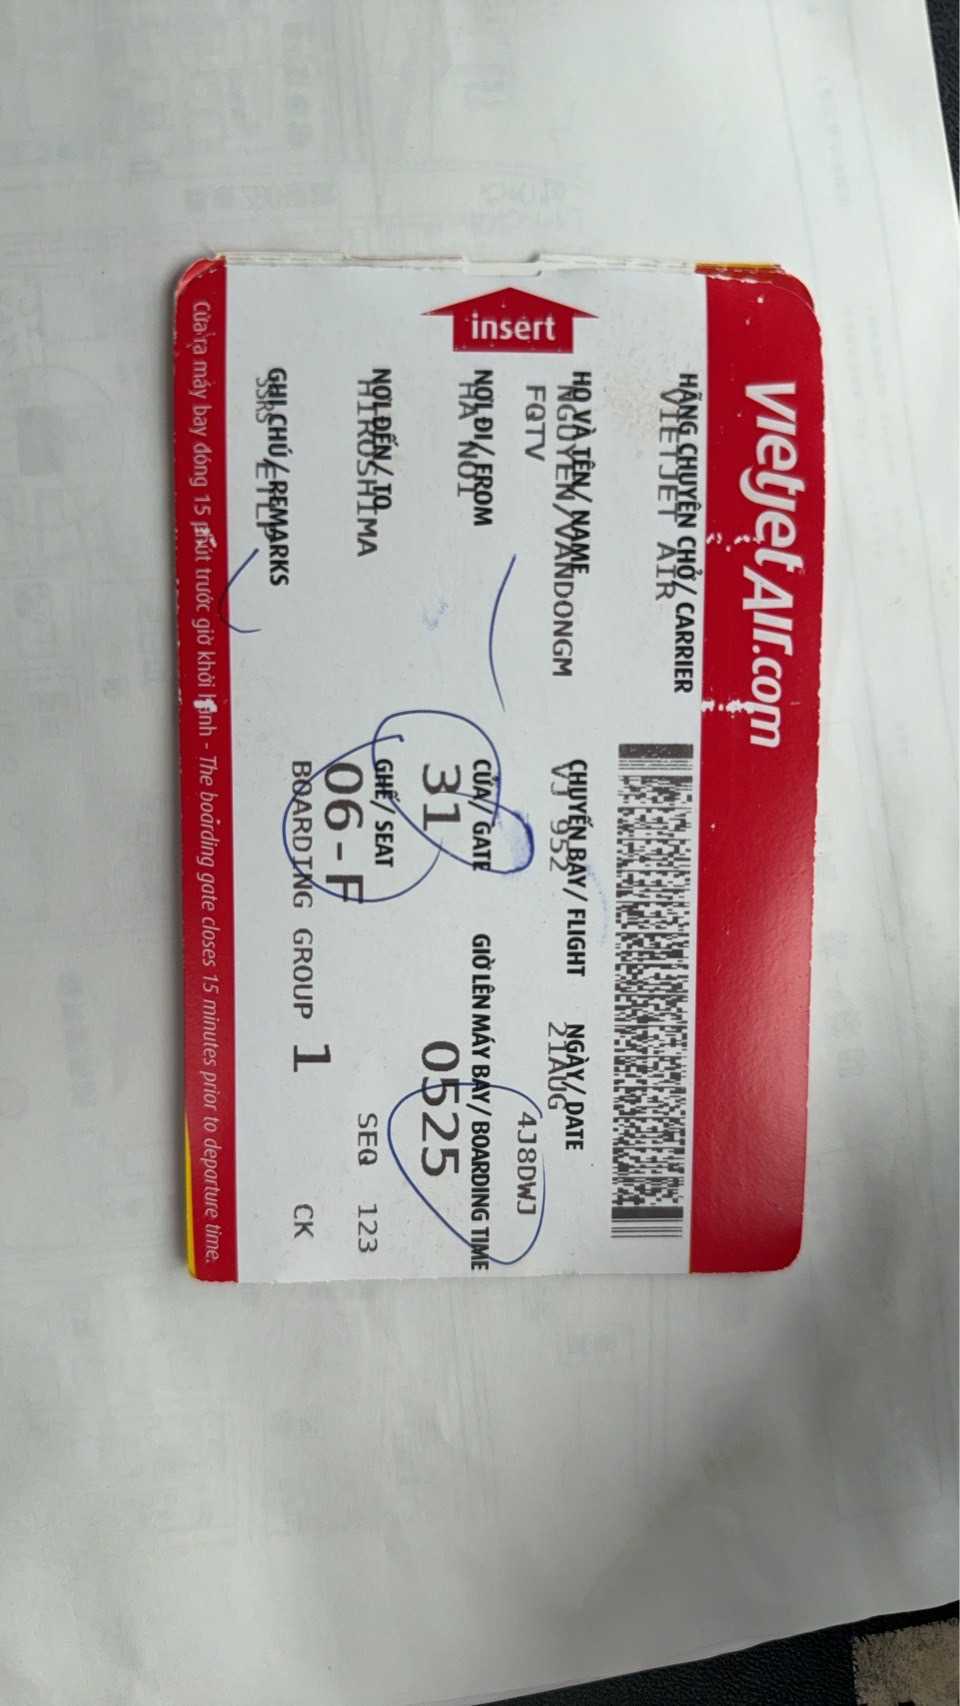 vietjetAir.com
HÃNG CHUYÊN CHỞ/ CARRIER
VIETJET AIR
insert
HỌ VÀ TÊN/ NAME
NGUYEN/VANDONGM
FQTV
CHUYẾN BAY/ FLIGHT
VJ 952
NGÀY/ DATE
21AUG
4J8DWJ
NƠI ĐI/ FROM
HA NOI
CỬA/ GATE
31
GIỜ LÊN MÁY BAY/ BOARDING TIME
0525
NƠI ĐẾN/ TO
HIROSHIMA
GHẾ/ SEAT
06-F
SEQ 123
BOARDING GROUP 1
CK
GHI CHÚ/ REMARKS
SSRS ETLP
Cửa ra máy bay đóng 15 phút trước giờ khởi hành - The boarding gate closes 15 minutes prior to departure time.